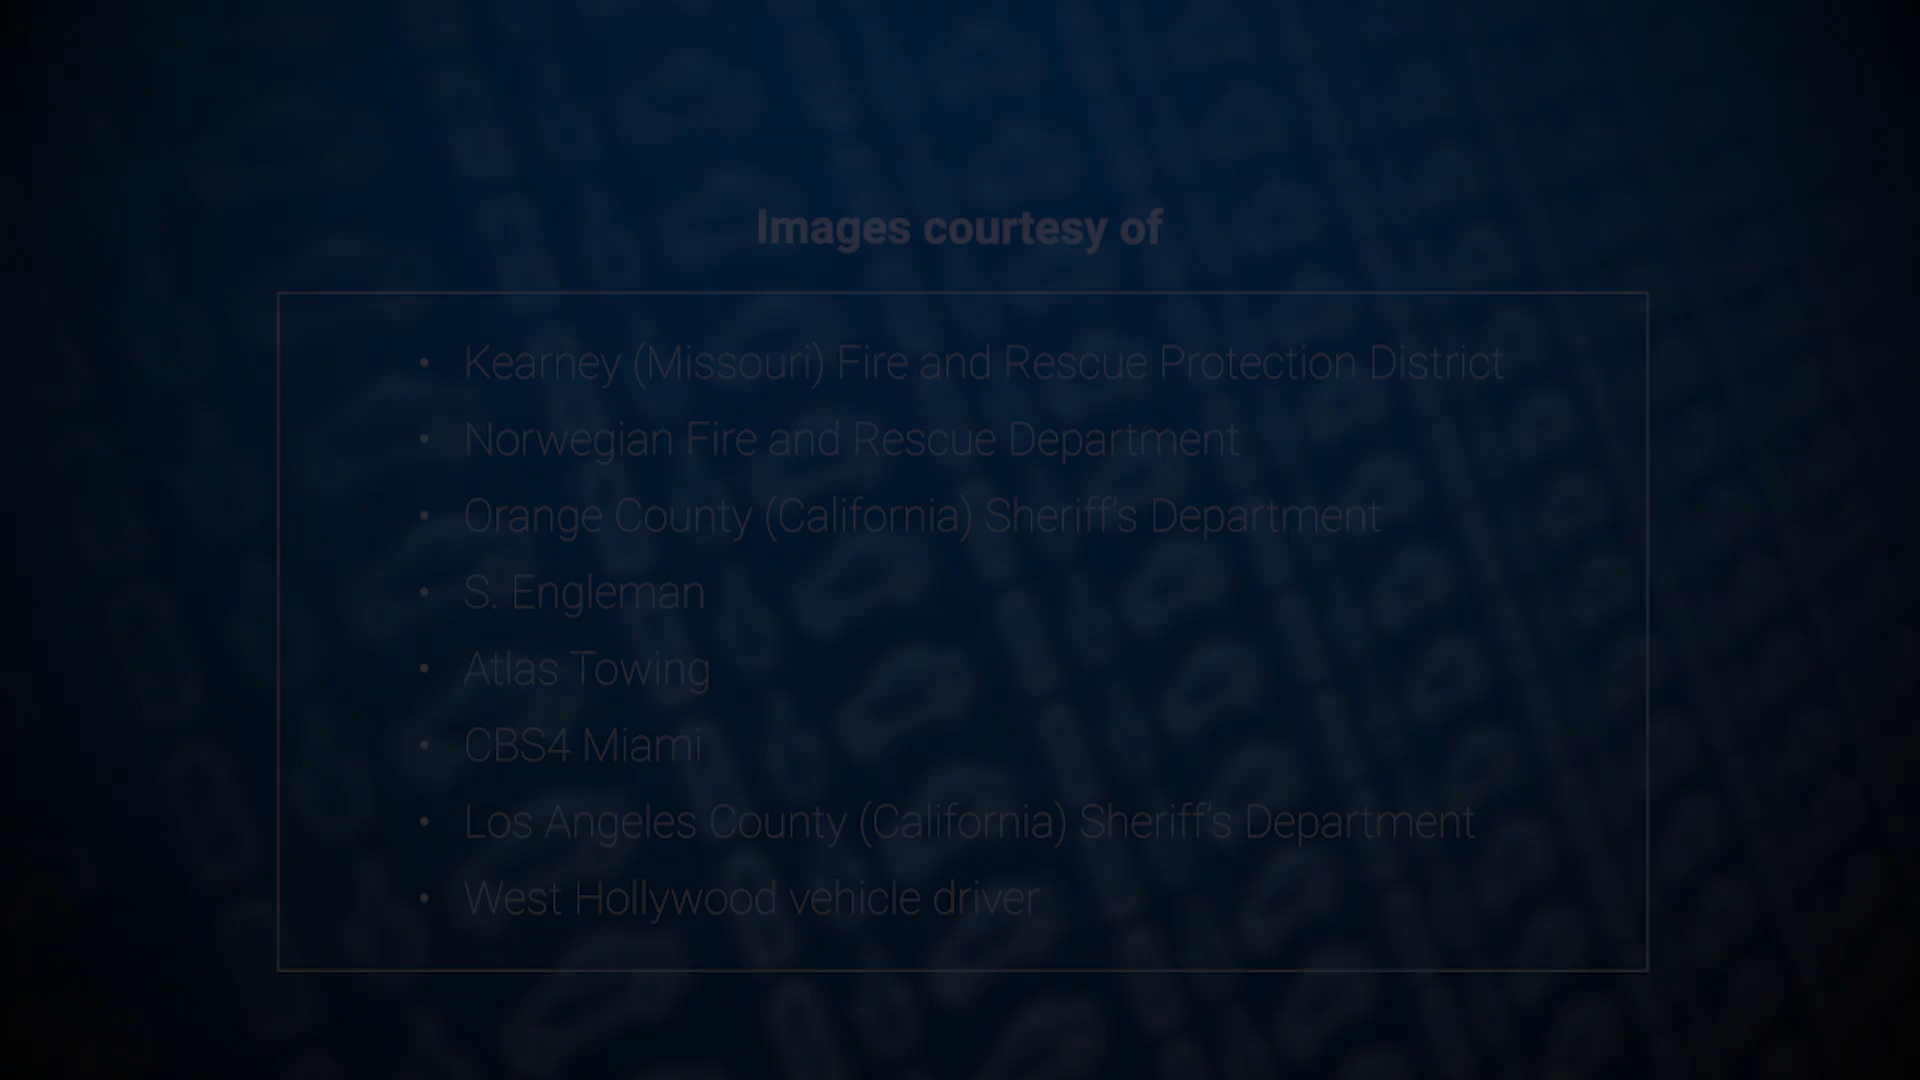 Images courtesy of
• Kearney (Missouri) Fire and Rescue Protection District
• Norwegian Fire and Rescue Department
• Orange County (California) Sheriff's Department
• S. Engleman
• Atlas Towing
• CBS4 Miami
• Los Angeles County (California) Sheriff's Department
• West Hollywood vehicle driver